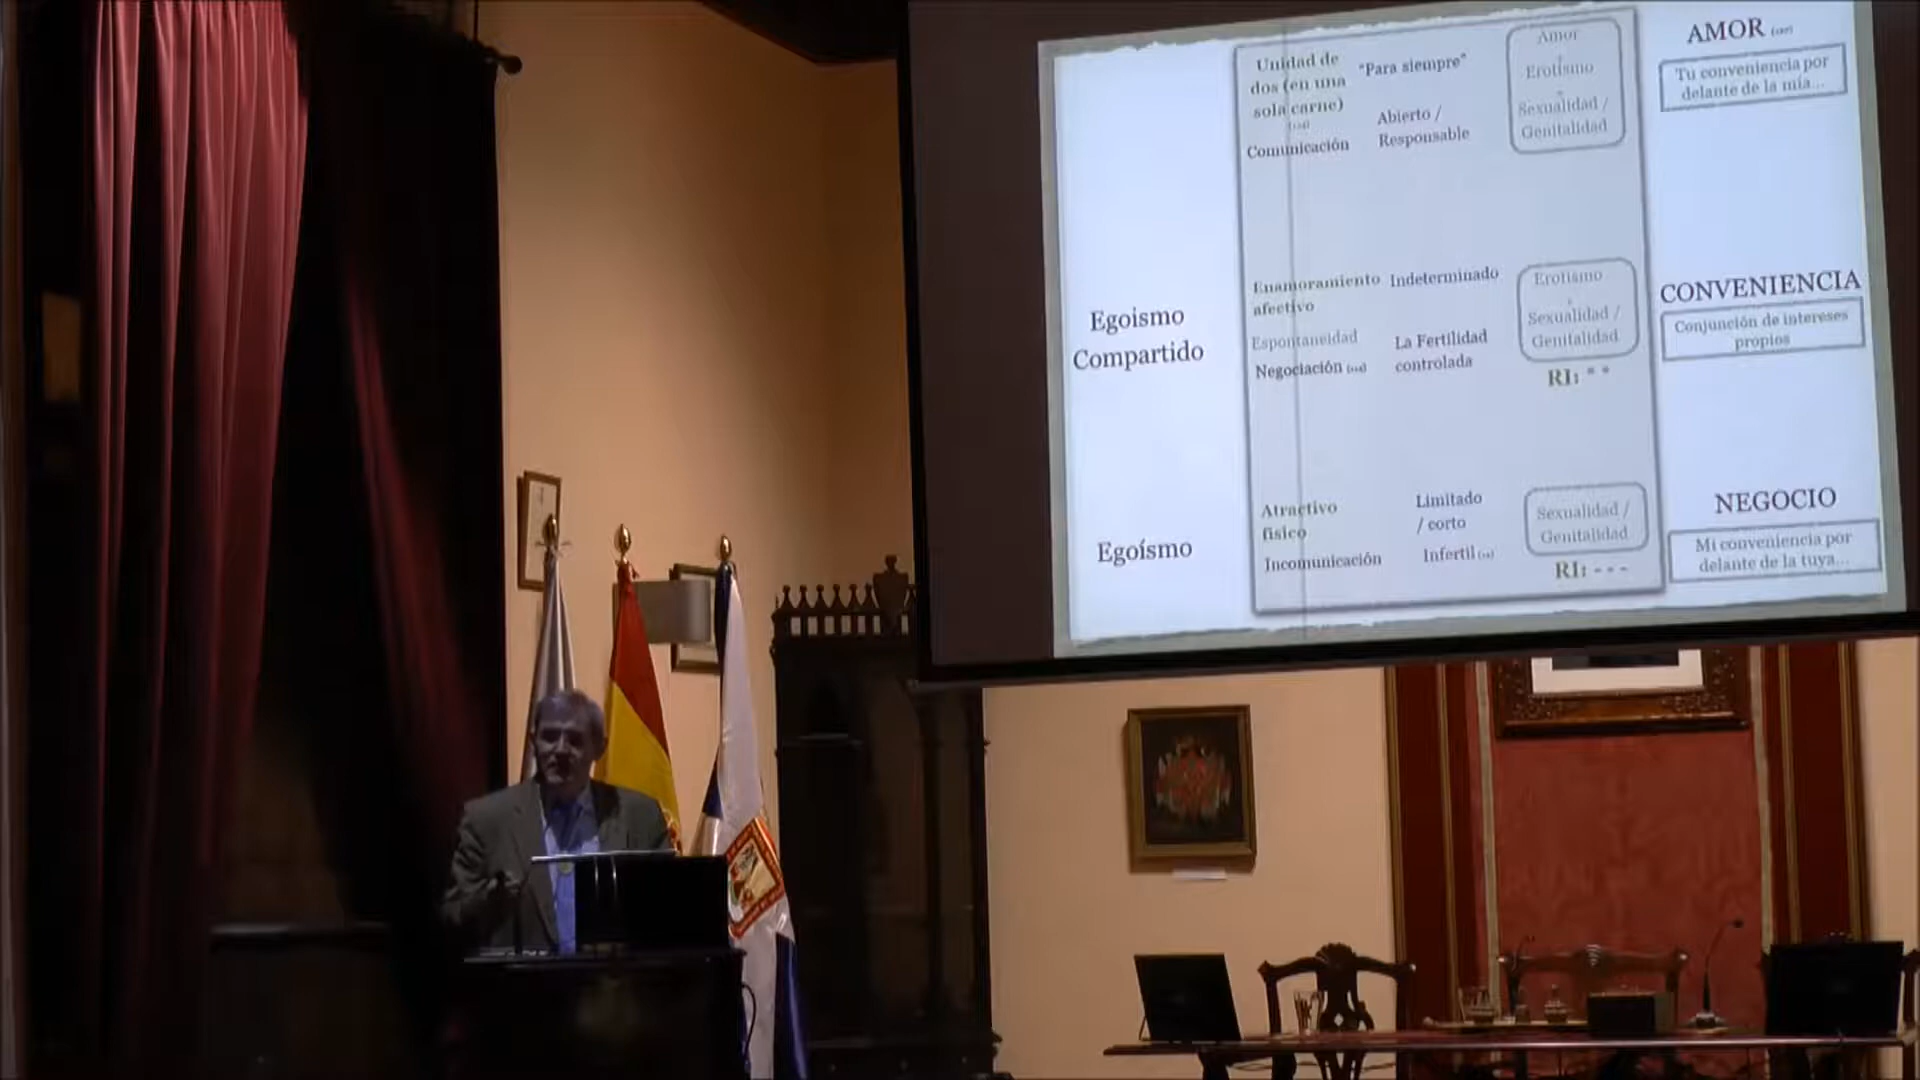 Unidad de
dos (en una
sola carne)
Comunicación
"Para siempre"
Abierto /
Responsable
Amor
+
Erotismo
+
Sexualidad /
Genitalidad
AMOR
Tu conveniencia por
delante de la mía...
Egoismo
Compartido
Enamoramiento
afectivo
Espontaneidad
Negociación
Indeterminado
La Fertilidad
controlada
Erotismo
+
Sexualidad /
Genitalidad
RI: + +
CONVENIENCIA
Conjunción de intereses
propios
Egoísmo
Atractivo
físico
Incomunicación
Limitado
/ corto
Infertil
Sexualidad /
Genitalidad
RI: - - -
NEGOCIO
Mi conveniencia por
delante de la tuya...